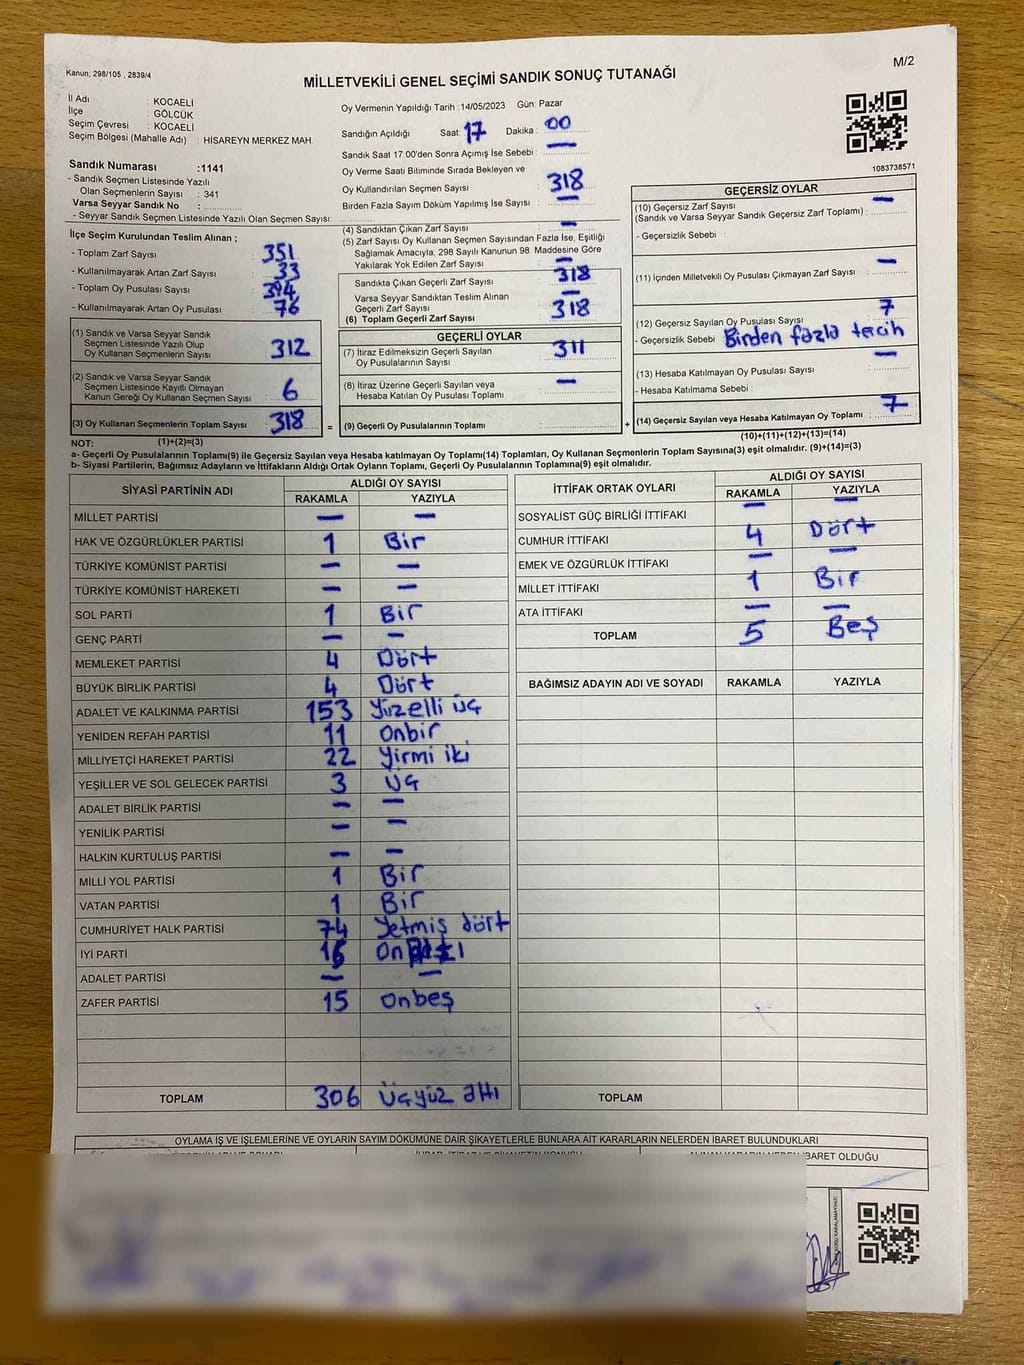 M/2
Kanun; 298/105 , 2839/4
MİLLETVEKİLİ GENEL SEÇİMİ SANDIK SONUÇ TUTANAĞI
İl Adı : KOCAELİ
İlçe : GÖLCÜK
Seçim Çevresi : KOCAELİ
Seçim Bölgesi (Mahalle Adı) : HİSAREYN MERKEZ MAH.
Sandık Numarası :1141
- Sandık Seçmen Listesinde Yazılı
Olan Seçmenlerin Sayısı : 341
Varsa Seyyar Sandık No :
- Seyyar Sandık Seçmen Listesinde Yazılı Olan Seçmen Sayısı:
Oy Vermenin Yapıldığı Tarih :14/05/2023 Gün: Pazar
Sandığın Açıldığı Saat: 17 Dakika : 00
Sandık Saat 17:00'den Sonra Açımış İse Sebebi : —
Oy Verme Saati Bitiminde Sırada Bekleyen ve
Oy Kullandırılan Seçmen Sayısı : 318
Birden Fazla Sayım Döküm Yapılmış İse Sayısı : —
1083738571
İlçe Seçim Kurulundan Teslim Alınan ;
- Toplam Zarf Sayısı : 351
- Kullanılmayarak Artan Zarf Sayısı : 33
- Toplam Oy Pusulası Sayısı : 394
- Kullanılmayarak Artan Oy Pusulası : 76
(1) Sandık ve Varsa Seyyar Sandık
Seçmen Listesinde Yazılı Olup
Oy Kullanan Seçmenlerin Sayısı : 312
(2) Sandık ve Varsa Seyyar Sandık
Seçmen Listesinde Kayıtlı Olmayan
Kanun Gereği Oy Kullanan Seçmen Sayısı : 6
(3) Oy Kullanan Seçmenlerin Toplam Sayısı : 318 =
(4) Sandıktan Çıkan Zarf Sayısı : —
(5) Zarf Sayısı Oy Kullanan Seçmen Sayısından Fazla İse, Eşitliği
Sağlamak Amacıyla, 298 Sayılı Kanunun 98. Maddesine Göre
Yakılarak Yok Edilen Zarf Sayısı : —
Sandıkta Çıkan Geçerli Zarf Sayısı : 318
Varsa Seyyar Sandıktan Teslim Alınan
Geçerli Zarf Sayısı : —
(6) Toplam Geçerli Zarf Sayısı : 318
GEÇERLİ OYLAR
(7) İtiraz Edilmeksizin Geçerli Sayılan
Oy Pusulalarının Sayısı : 311
(8) İtiraz Üzerine Geçerli Sayılan veya
Hesaba Katılan Oy Pusulası Toplamı : —
(9) Geçerli Oy Pusulalarının Toplamı : +
GEÇERSİZ OYLAR
(10) Geçersiz Zarf Sayısı —
(Sandık ve Varsa Seyyar Sandık Geçersiz Zarf Toplamı) :
- Geçersizlik Sebebi :
(11) İçinden Milletvekili Oy Pusulası Çıkmayan Zarf Sayısı : —
(12) Geçersiz Sayılan Oy Pusulası Sayısı : 7
- Geçersizlik Sebebi : Birden fazla tercih
(13) Hesaba Katılmayan Oy Pusulası Sayısı : —
- Hesaba Katılmama Sebebi :
(14) Geçersiz Sayılan veya Hesaba Katılmayan Oy Toplamı : 7
NOT: (1)+(2)=(3) (10)+(11)+(12)+(13)=(14)
a- Geçerli Oy Pusulalarının Toplamı(9) ile Geçersiz Sayılan veya Hesaba katılmayan Oy Toplamı(14) Toplamları, Oy Kullanan Seçmenlerin Toplam Sayısına(3) eşit olmalıdır. (9)+(14)=(3)
b- Siyasi Partilerin, Bağımsız Adayların ve İttifakların Aldığı Ortak Oyların Toplamı, Geçerli Oy Pusulalarının Toplamına(9) eşit olmalıdır.
SİYASİ PARTİNİN ADI ALDIĞI OY SAYISI
RAKAMLA YAZIYLA
MİLLET PARTİSİ — —
HAK VE ÖZGÜRLÜKLER PARTİSİ 1 Bir
TÜRKİYE KOMÜNİST PARTİSİ — —
TÜRKİYE KOMÜNİST HAREKETİ — —
SOL PARTİ 1 Bir
GENÇ PARTİ — —
MEMLEKET PARTİSİ 4 Dört
BÜYÜK BİRLİK PARTİSİ 4 Dört
ADALET VE KALKINMA PARTİSİ 153 Yüzelli üç
YENİDEN REFAH PARTİSİ 11 Onbir
MİLLİYETÇİ HAREKET PARTİSİ 22 Yirmi iki
YEŞİLLER VE SOL GELECEK PARTİSİ 3 Üç
ADALET BİRLİK PARTİSİ — —
YENİLİK PARTİSİ — —
HALKIN KURTULUŞ PARTİSİ — —
MİLLİ YOL PARTİSİ 1 Bir
VATAN PARTİSİ 1 Bir
CUMHURİYET HALK PARTİSİ 74 Yetmiş dört
İYİ PARTİ 16
ADALET PARTİSİ — —
ZAFER PARTİSİ 15 Onbeş
TOPLAM 306 Üçyüz altı
İTTİFAK ORTAK OYLARI ALDIĞI OY SAYISI
RAKAMLA YAZIYLA
SOSYALİST GÜÇ BİRLİĞİ İTTİFAKI — —
CUMHUR İTTİFAKI 4 Dört
EMEK VE ÖZGÜRLÜK İTTİFAKI — —
MİLLET İTTİFAKI 1 Bir
ATA İTTİFAKI — —
TOPLAM 5 Beş
BAĞIMSIZ ADAYIN ADI VE SOYADI RAKAMLA YAZIYLA
TOPLAM
OYLAMA İŞ VE İŞLEMLERİNE VE OYLARIN SAYIM DÖKÜMÜNE DAİR ŞİKAYETLERLE BUNLARA AİT KARARLARIN NELERDEN İBARET BULUNDUKLARI
İBARET OLDUĞU